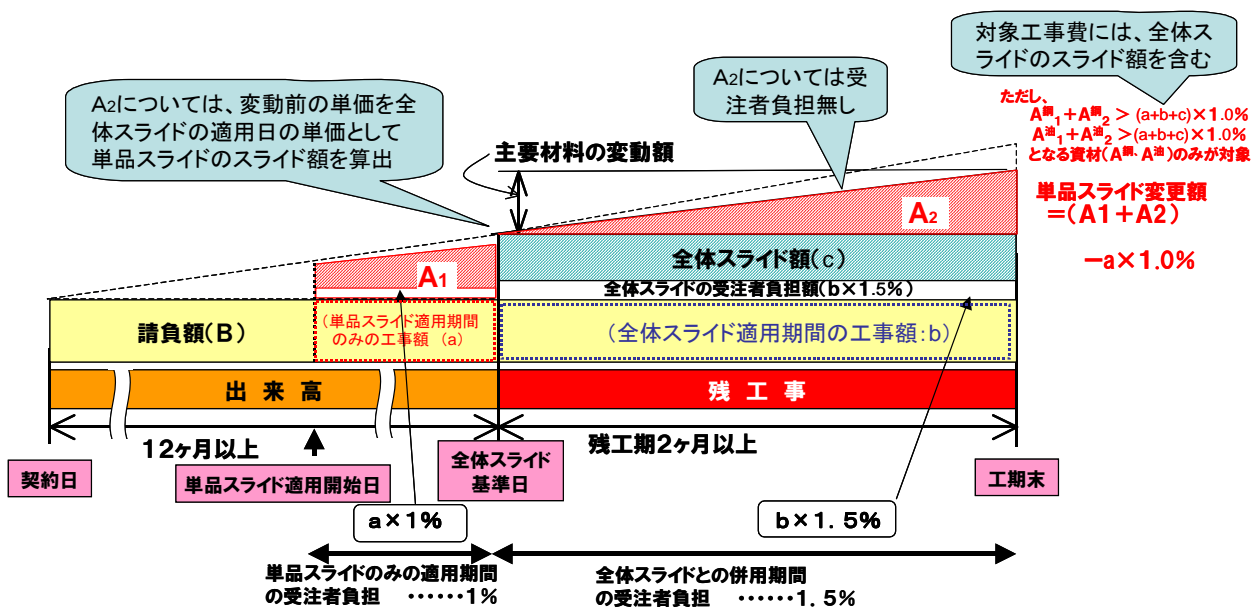 対象工事費には、全体ス
ライドのスライド額を含む
A2については受
注者負担無し
A2については、変動前の単価を全
体スライドの適用日の単価として
単品スライドのスライド額を算出
ただし、
A鋼1+A鋼2 > (a+b+c)×1.0%
A油1+A油2 >(a+b+c)×1.0%
となる資材(A鋼、A油)のみが対象
主要材料の変動額
単品スライド変更額
=(A1+A2)
-a×1.0%
A2
A1
全体スライド額(c)
全体スライドの受注者負担額(b×1.5%)
請負額(B)
(単品スライド適用期間
のみの工事額 (a)
(全体スライド適用期間の工事額:b)
出 来 高
残 工 事
12ヶ月以上
残工期2ヶ月以上
契約日
単品スライド適用開始日
全体スライド
基準日
工期末
a×1%
b×1.5%
単品スライドのみの適用期間
の受注者負担 ……1%
全体スライドとの併用期間
の受注者負担 ……1.5%